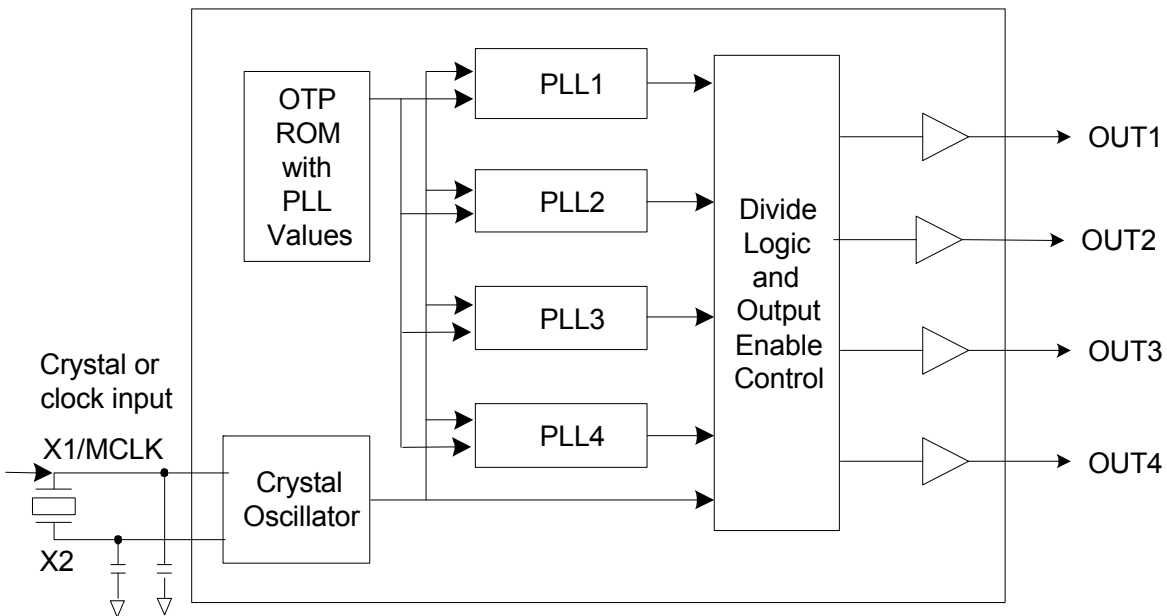 OTP
ROM
with
PLL
Values
PLL1
PLL2
PLL3
PLL4
Divide
Logic
and
Output
Enable
Control
OUT1
OUT2
OUT3
OUT4
Crystal or
clock input
X1/MCLK
X2
Crystal
Oscillator